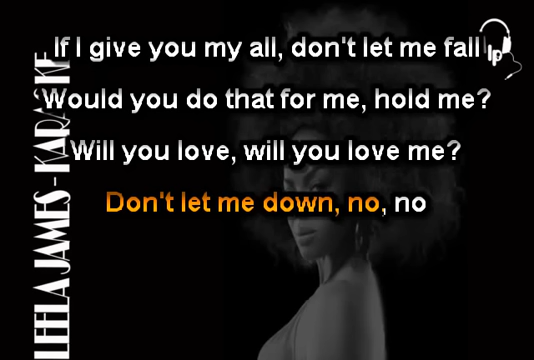 If I give you my all, don't let me fall
Would you do that for me, hold me?
Will you love, will you love me?
Don't let me down, no, no
LEELA JAMES - KARAOKE
lp